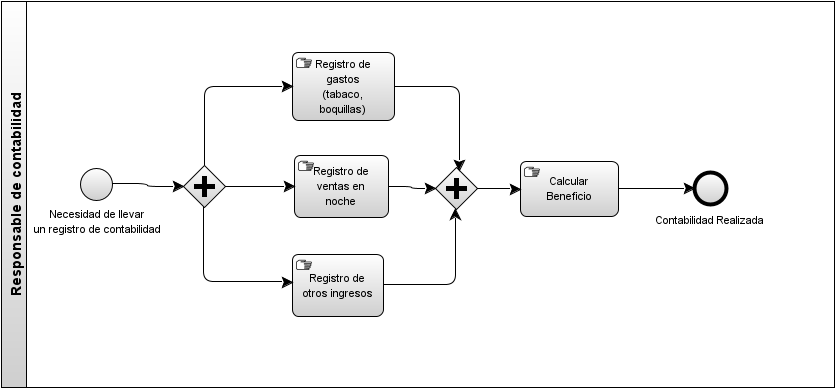 Responsable de contabilidad
Necesidad de llevar
un registro de contabilidad
Registro de
gastos
(tabaco,
boquillas)
Registro de
ventas en
noche
Registro de
otros ingresos
Calcular
Beneficio
Contabilidad Realizada